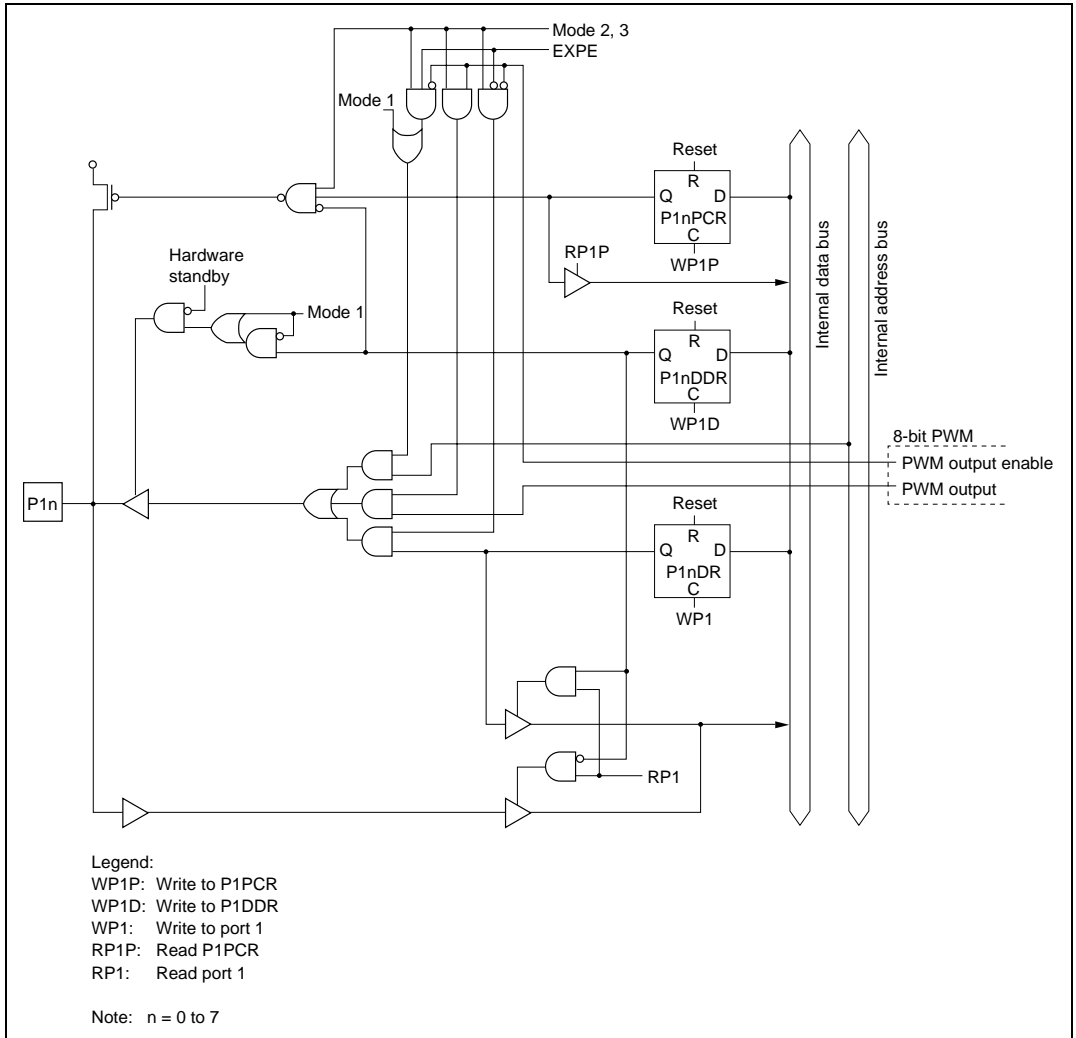 Mode 2, 3
EXPE
Mode 1
Reset
R
Q D
P1nPCR
C
WP1P
RP1P
Hardware
standby
Mode 1
Reset
R
Q D
P1nDDR
C
WP1D
Internal data bus
Internal address bus
8-bit PWM
PWM output enable
PWM output
P1n
Reset
R
Q D
P1nDR
C
WP1
RP1
Legend:
WP1P: Write to P1PCR
WP1D: Write to P1DDR
WP1: Write to port 1
RP1P: Read P1PCR
RP1: Read port 1
Note: n = 0 to 7